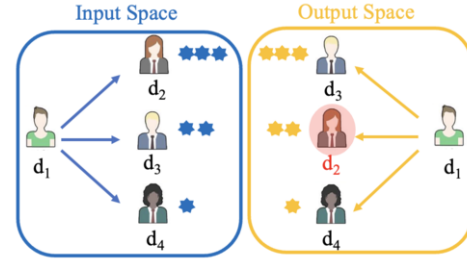 Input Space
Output Space
d₂
d₃
d₁
d₃
d₂
d₁
d₄
d₄